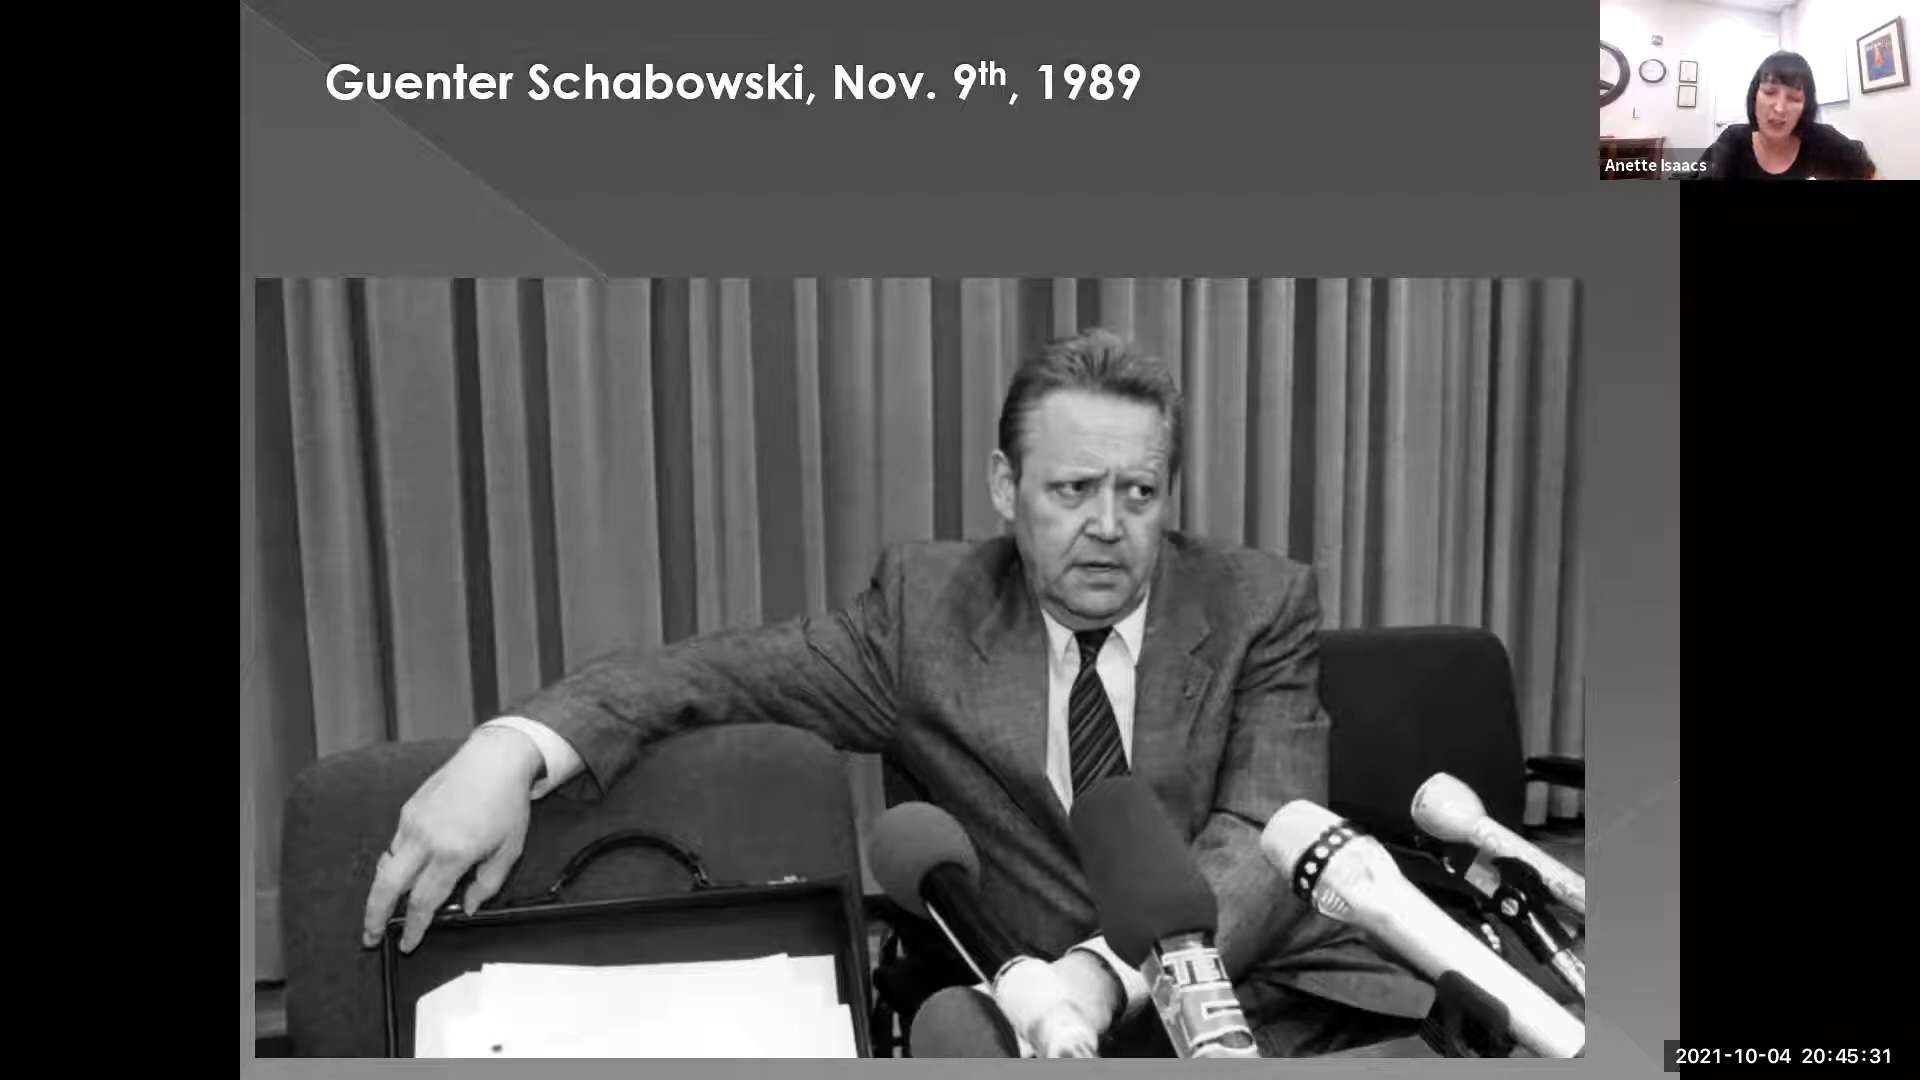 Guenter Schabowski, Nov. 9th, 1989
Anette Isaacs
2021-10-04 20:45:31